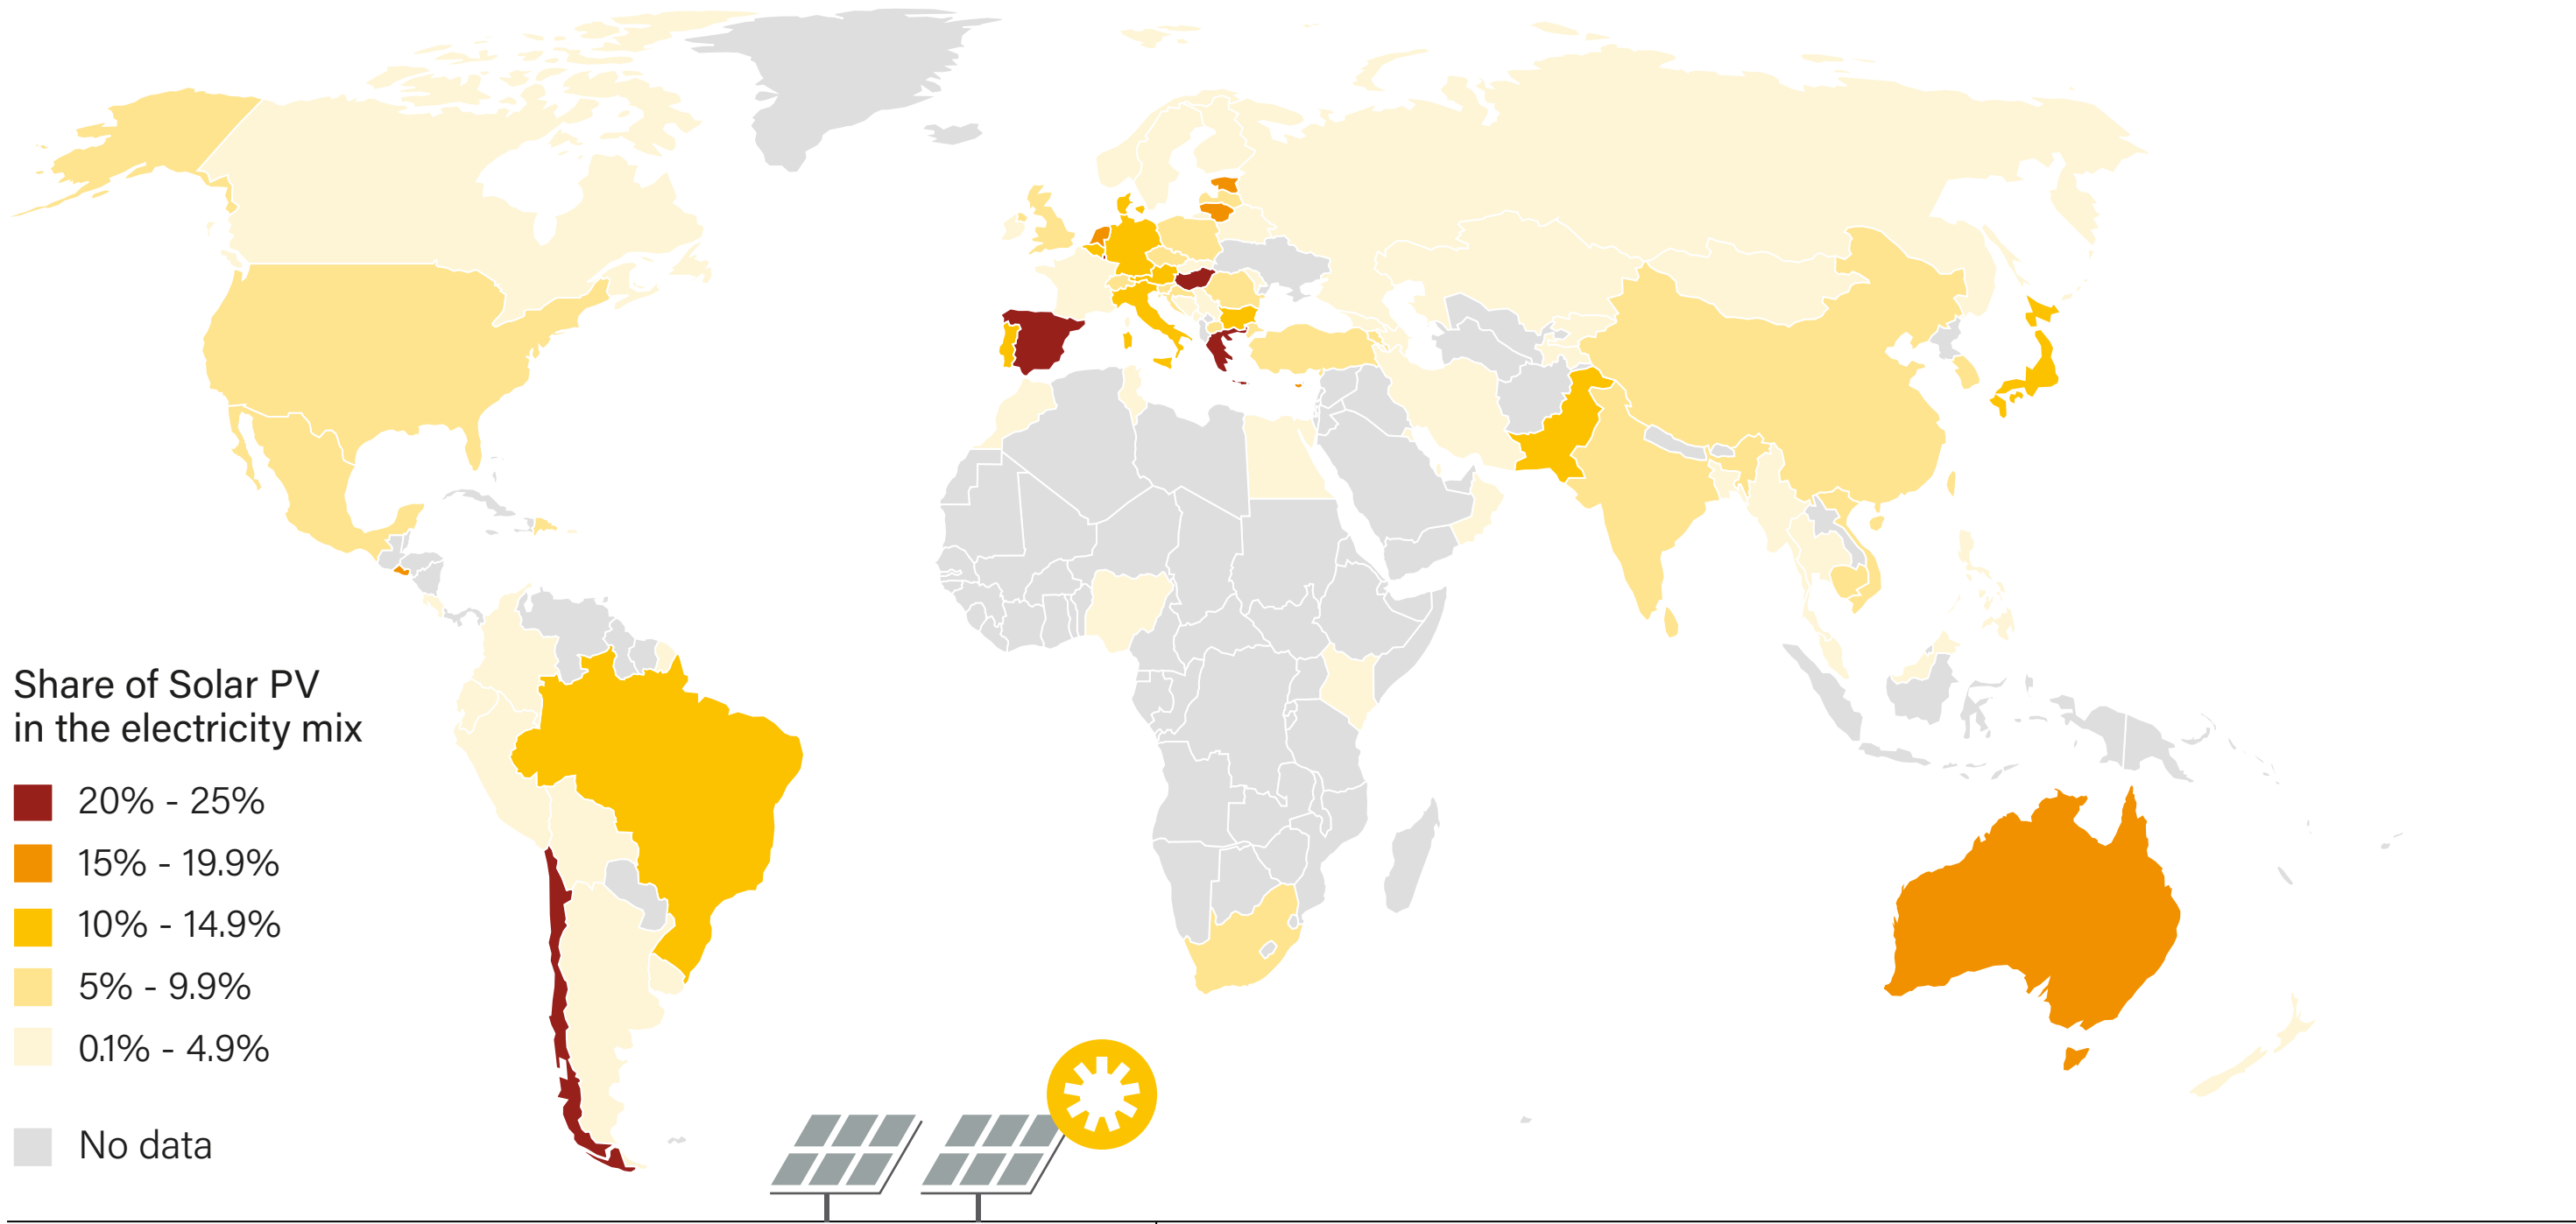 Share of Solar PV
in the electricity mix
20% - 25%
15% - 19.9%
10% - 14.9%
5% - 9.9%
0.1% - 4.9%
No data